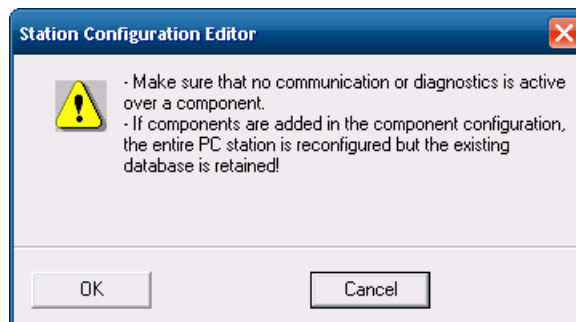 Station Configuration Editor
- Make sure that no communication or diagnostics is active
over a component.
- If components are added in the component configuration,
the entire PC station is reconfigured but the existing
database is retained!
OK
Cancel